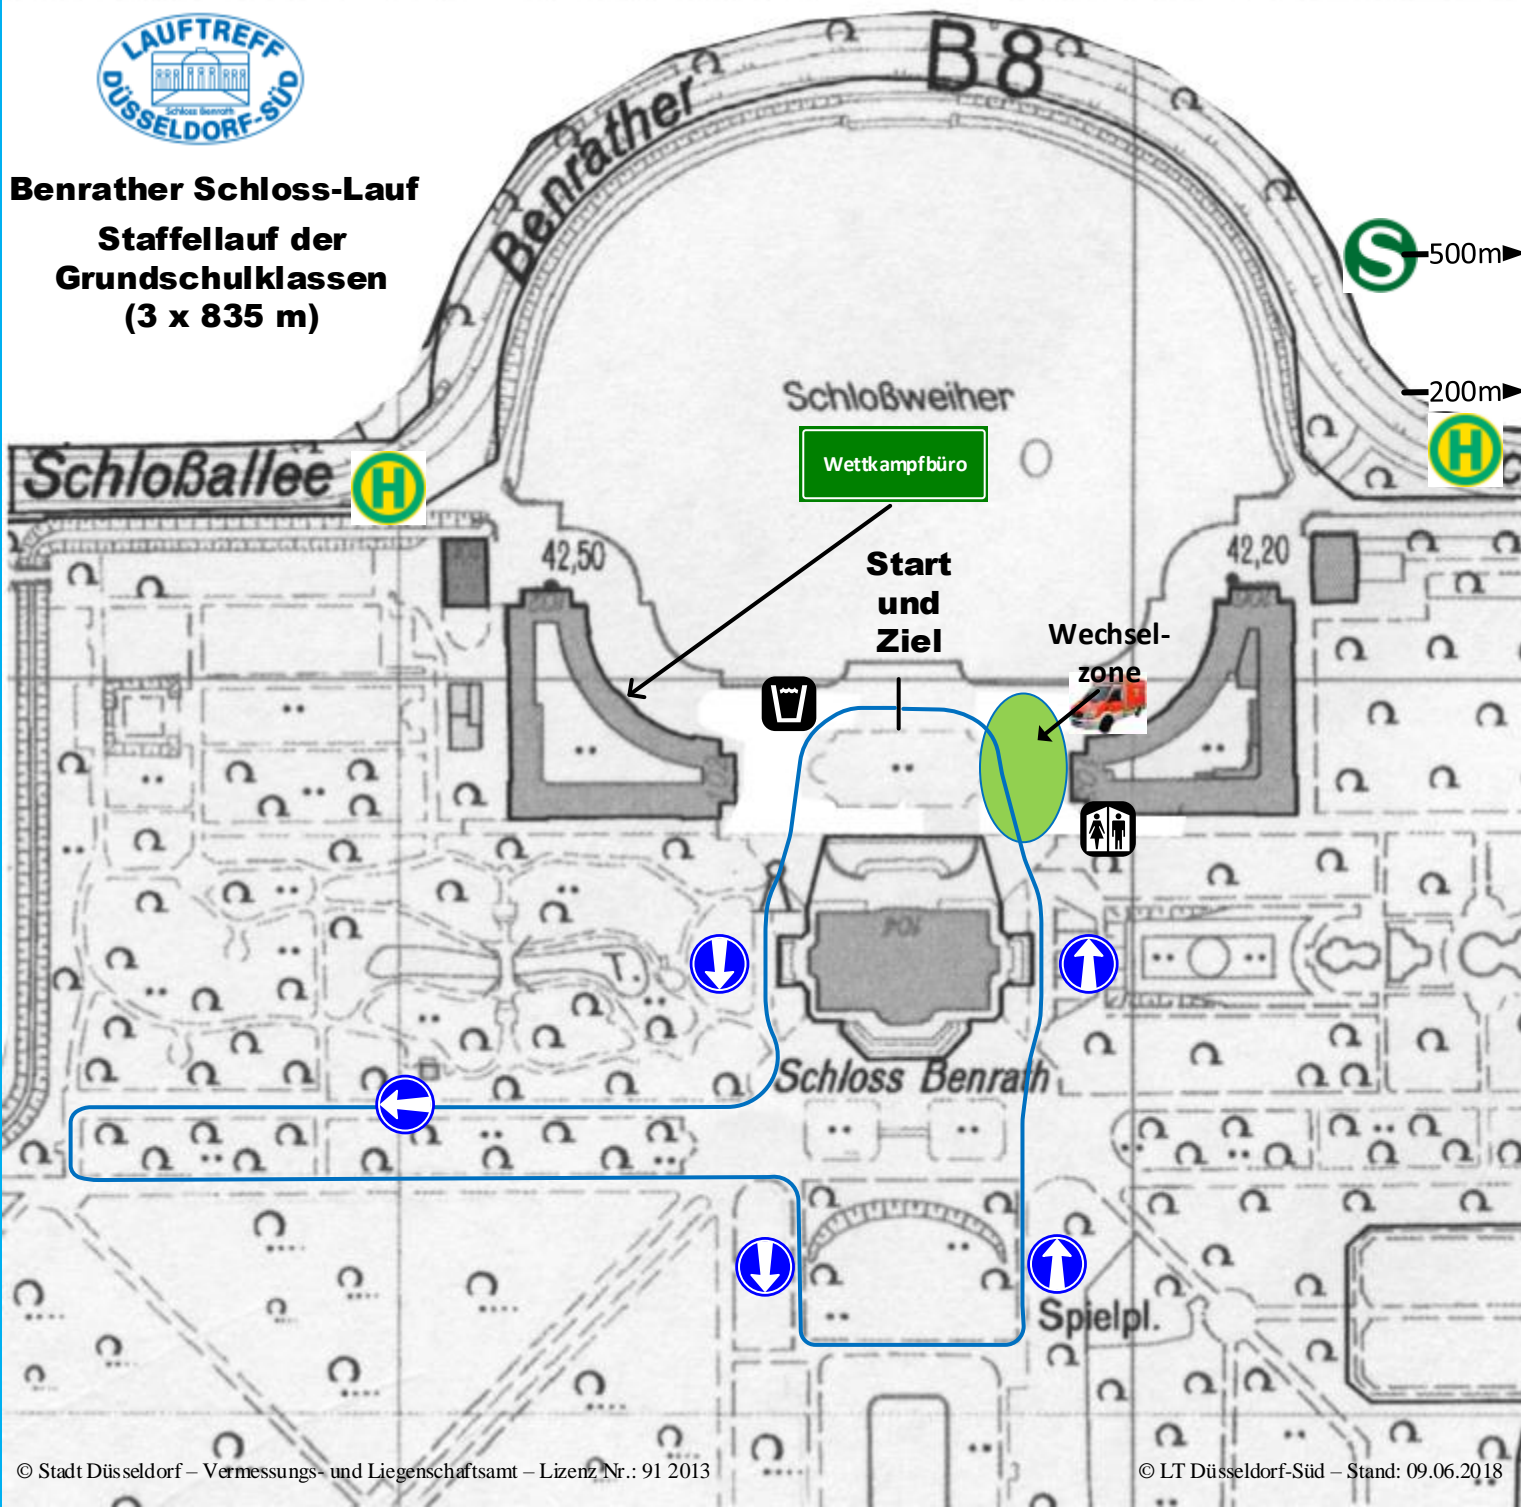 LAUFTREFF
Schloss Benrath
DÜSSELDORF-SÜD
Benrather Schloss-Lauf
Staffellauf der
Grundschulklassen
(3 x 835 m)
B8
Benrather
S
500m
200m
H
Schloßallee
H
Schloßweiher
Wettkampfbüro
42,50
42,20
Start
und
Ziel
Wechsel-
zone
104
T.
Schloss Benrath
Spielpl.
© Stadt Düsseldorf – Vermessungs- und Liegenschaftsamt – Lizenz Nr.: 91 2013
© LT Düsseldorf-Süd – Stand: 09.06.2018